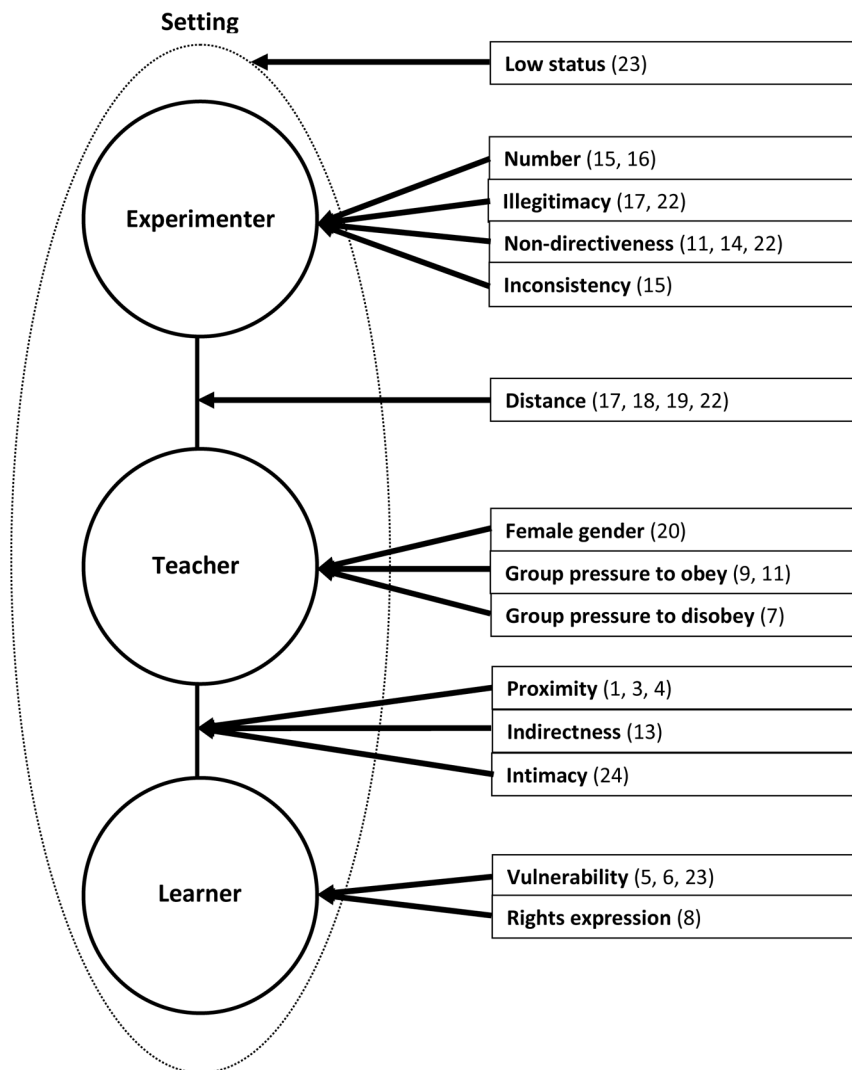 Setting
Low status (23)
Experimenter
Number (15, 16)
Illegitimacy (17, 22)
Non-directiveness (11, 14, 22)
Inconsistency (15)
Distance (17, 18, 19, 22)
Teacher
Female gender (20)
Group pressure to obey (9, 11)
Group pressure to disobey (7)
Proximity (1, 3, 4)
Indirectness (13)
Intimacy (24)
Learner
Vulnerability (5, 6, 23)
Rights expression (8)